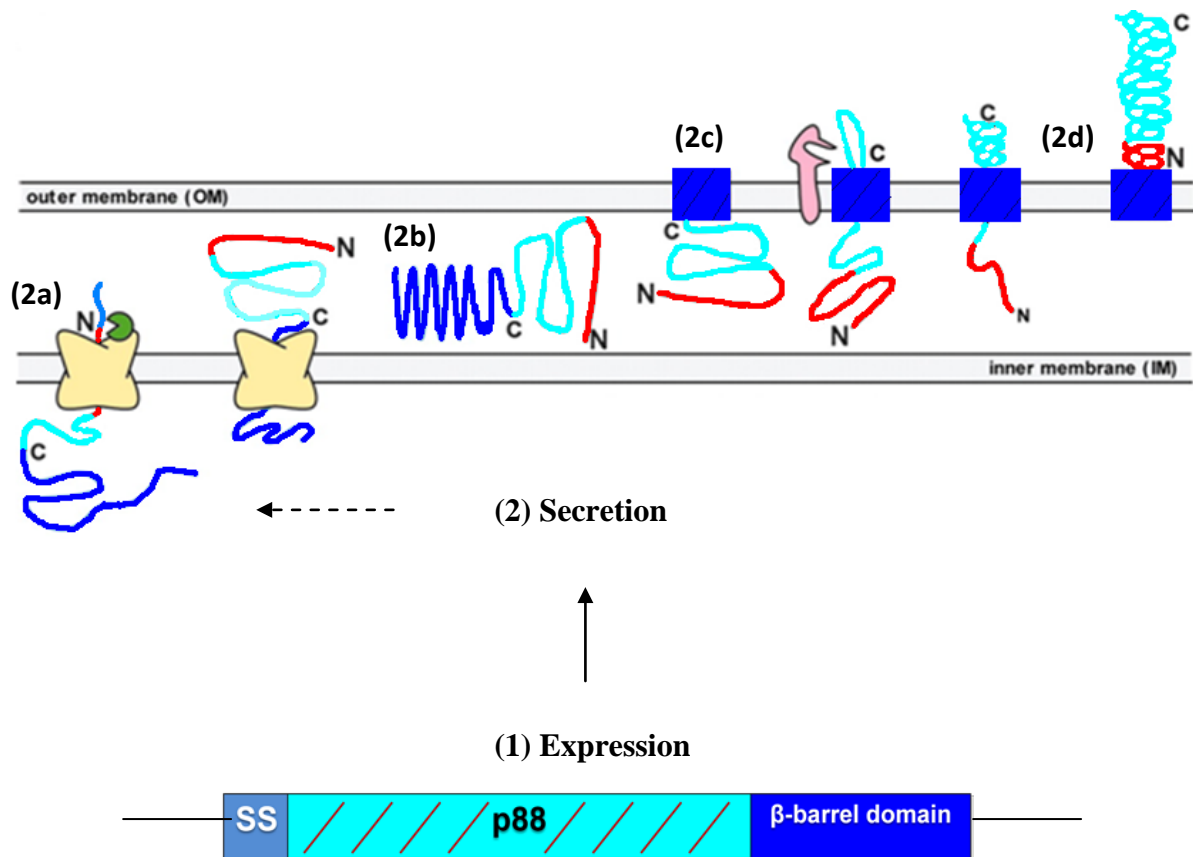 C
C
(2c)
(2d)
C
N
outer membrane (OM)
C
N
(2b)
N
(2a)
N
C
C
N
N
N
inner membrane (IM)
C
(2) Secretion
(1) Expression
SS
p88
β-barrel domain